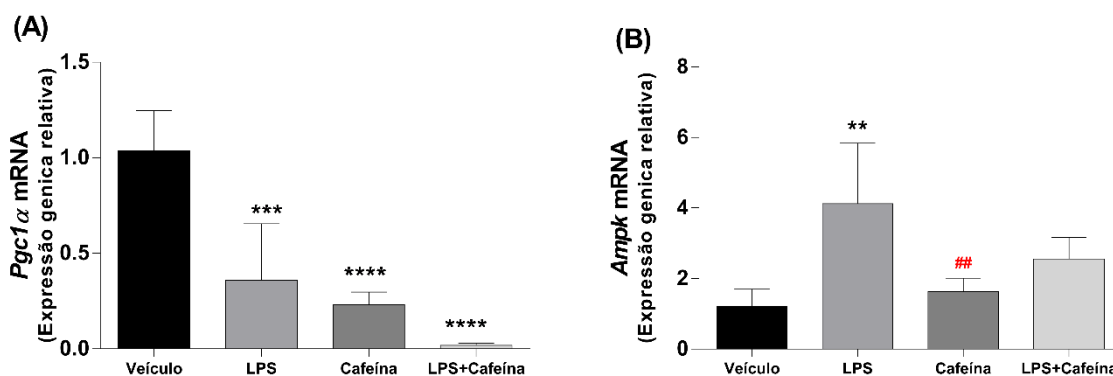 (A)
Pgc1α mRNA
(Expressão genica relativa)
1.5
1.0
0.5
0.0
***
****
****
Veículo LPS Cafeína LPS+Cafeína
(B)
Ampk mRNA
(Expressão genica relativa)
8
6
4
2
0
**
##
Veículo LPS Cafeína LPS+Cafeína